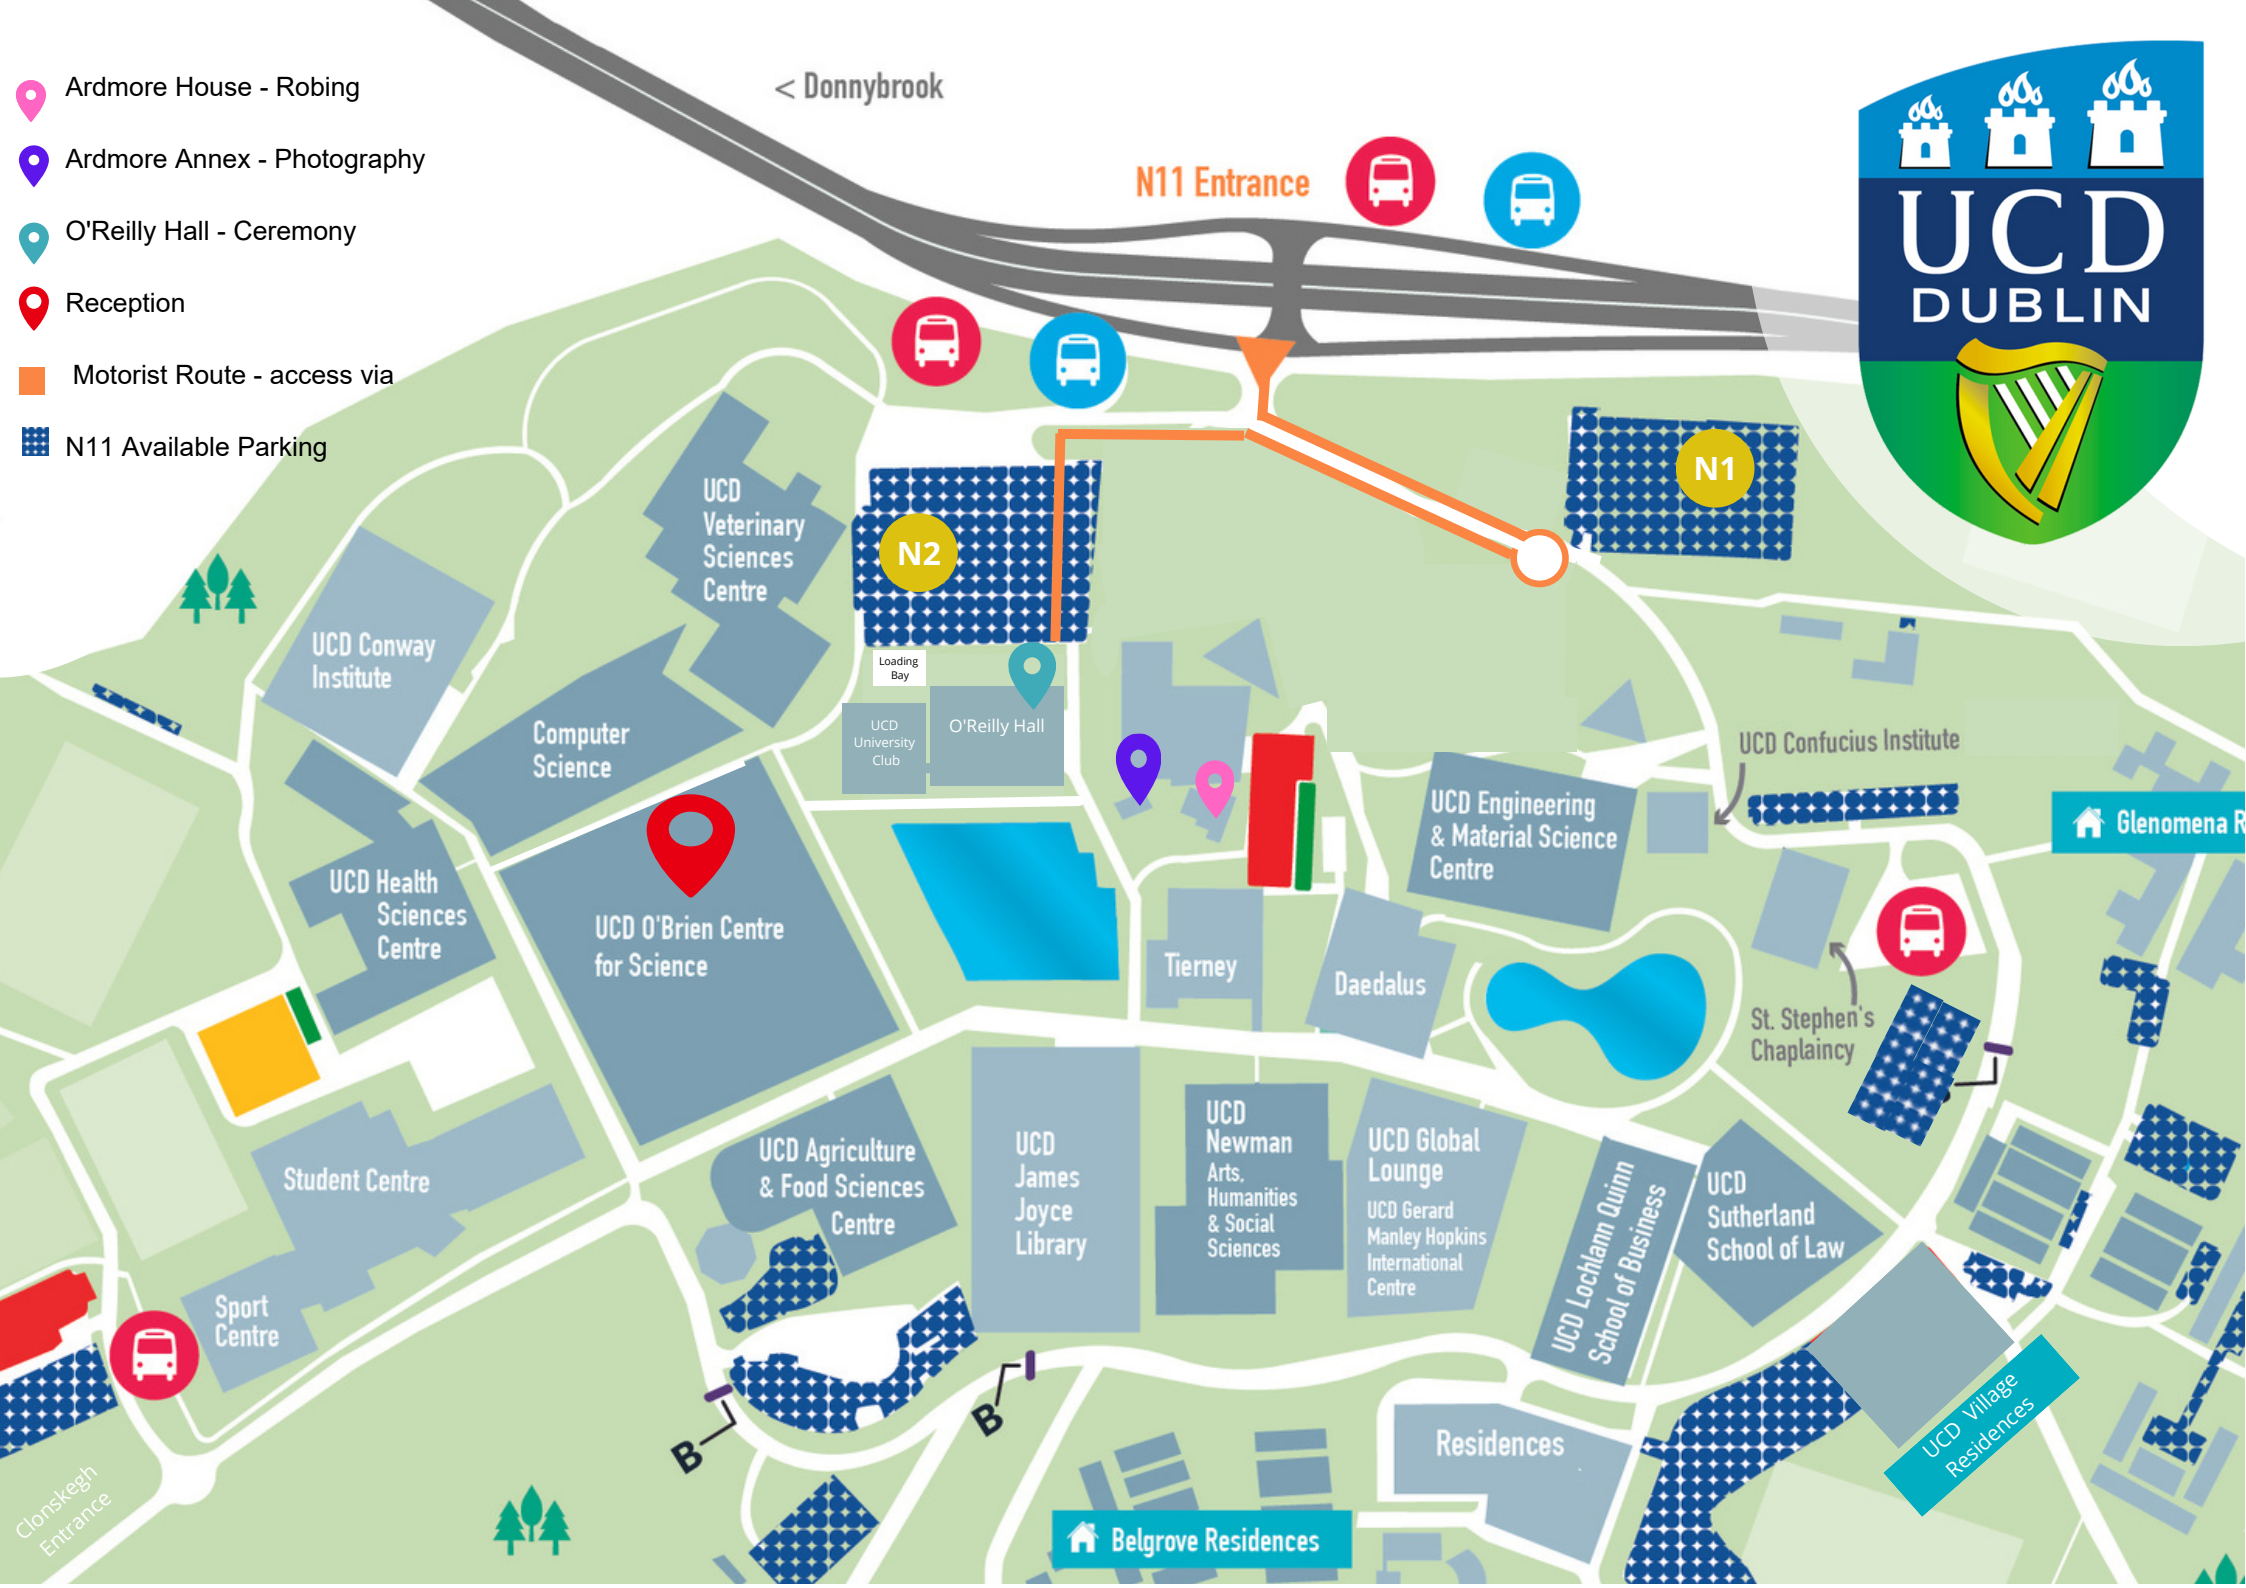 Ardmore House - Robing
Ardmore Annex - Photography
O'Reilly Hall - Ceremony
Reception
Motorist Route - access via
N11 Available Parking
< Donnybrook
N11 Entrance
UCD
DUBLIN
N1
N2
UCD
Veterinary
Sciences
Centre
UCD Conway
Institute
Loading
Bay
Computer
Science
UCD
University
Club
O'Reilly Hall
UCD Confucius Institute
UCD Engineering
& Material Science
Centre
Glenomena R
UCD Health
Sciences
Centre
UCD O'Brien Centre
for Science
Tierney
Daedalus
St. Stephen's
Chaplaincy
Student Centre
UCD Agriculture
& Food Sciences
Centre
UCD
James
Joyce
Library
UCD
Newman
Arts,
Humanities
& Social
Sciences
UCD Global
Lounge
UCD Gerard
Manley Hopkins
International
Centre
UCD Lochlann Quinn
School of Business
UCD
Sutherland
School of Law
Sport
Centre
B
B
Residences
UCD Village
Residences
Clonskegh
Entrance
Belgrove Residences